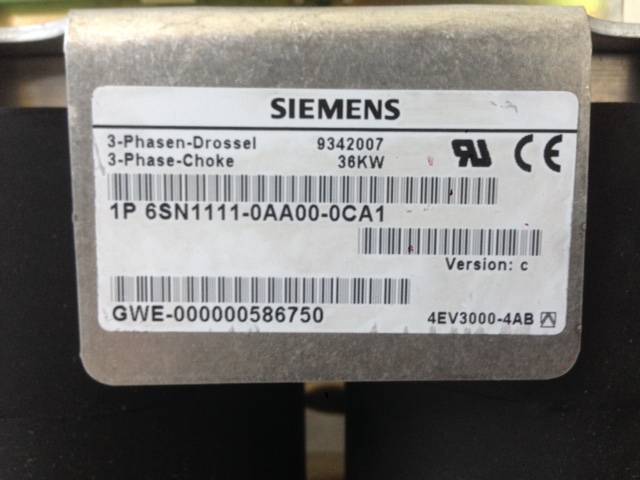 SIEMENS
3-Phasen-Drossel 9342007
3-Phase-Choke 36KW
1P 6SN1111-0AA00-0CA1
Version: c
GWE-000000586750 4EV3000-4AB